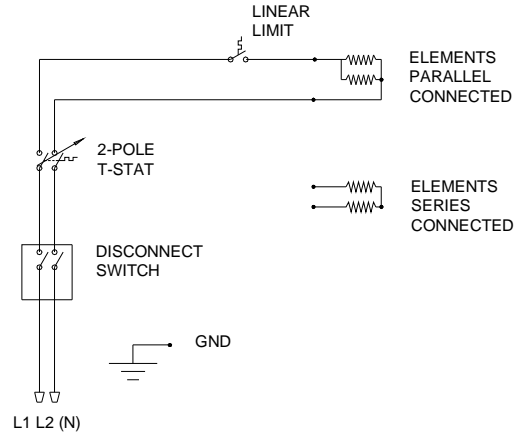 LINEAR
LIMIT
ELEMENTS
PARALLEL
CONNECTED
2-POLE
T-STAT
ELEMENTS
SERIES
CONNECTED
DISCONNECT
SWITCH
GND
L1 L2 (N)